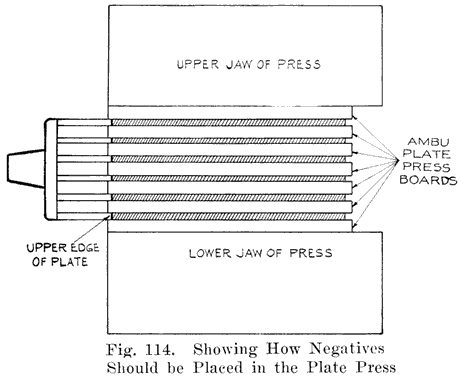 UPPER JAW OF PRESS
AMBU
PLATE
PRESS
BOARDS
UPPER EDGE
OF PLATE
LOWER JAW OF PRESS
Fig. 114. Showing How Negatives
Should be Placed in the Plate Press